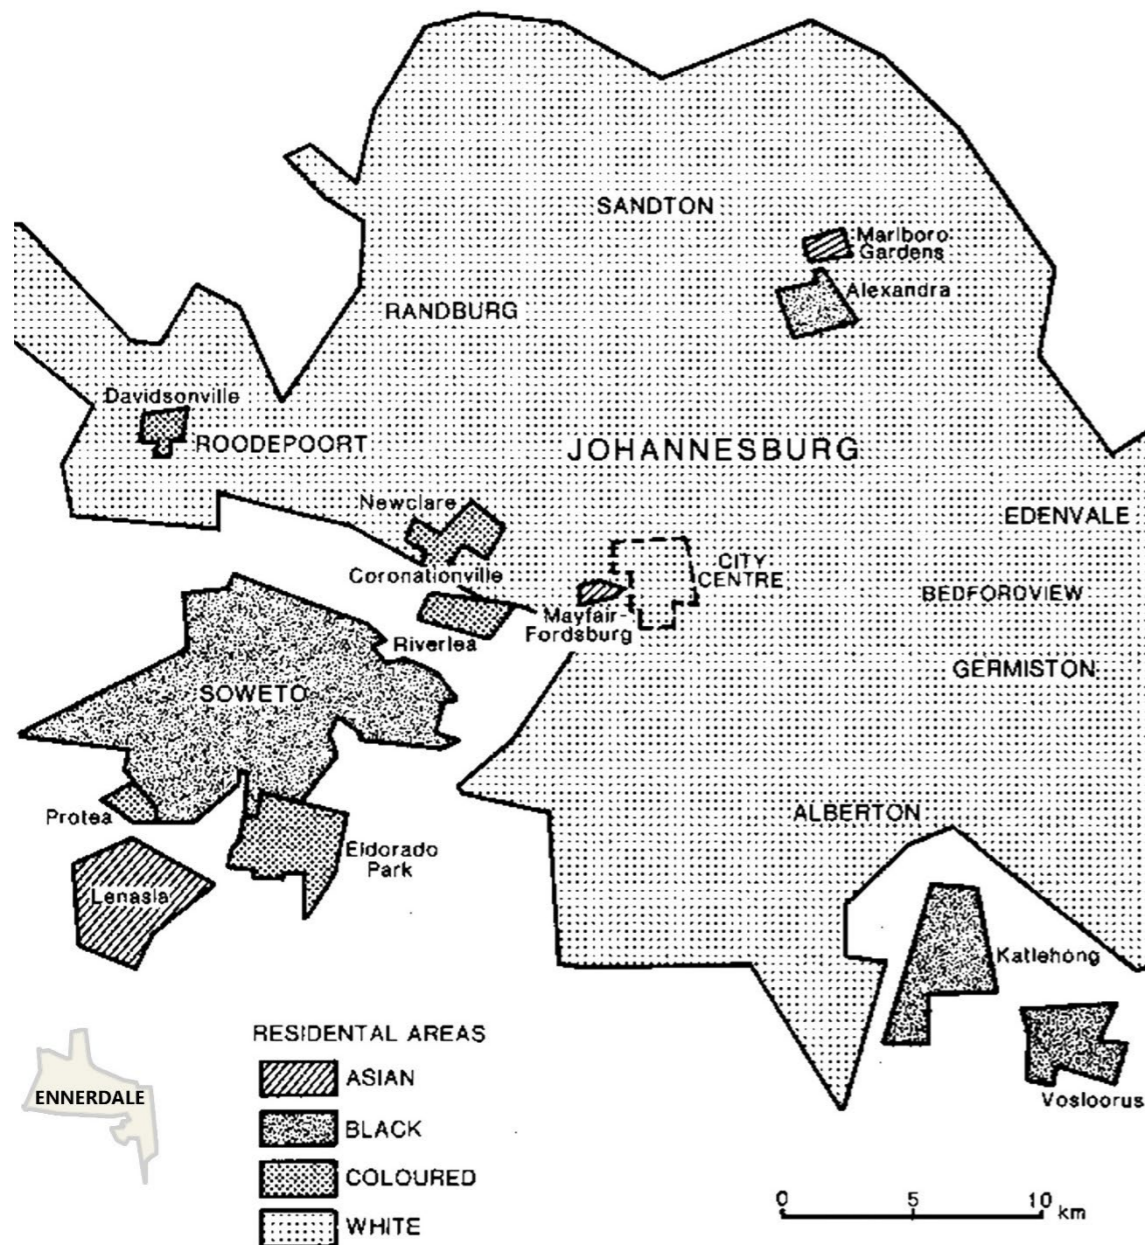 SANDTON
Marlboro
Gardens
Alexandra
RANDBURG
Davidsonville
ROODEPOORT
JOHANNESBURG
Newclare
EDENVALE
Coronationville
CITY
CENTRE
BEDFORDVIEW
Mayfair-
Fordsburg
Riverlea
GERMISTON
SOWETO
Protea
ALBERTON
Eldorado
Park
Lenasia
Katlehong
ENNERDALE
RESIDENTAL AREAS
ASIAN
BLACK
COLOURED
WHITE
Vosloorus
0 5 10 km